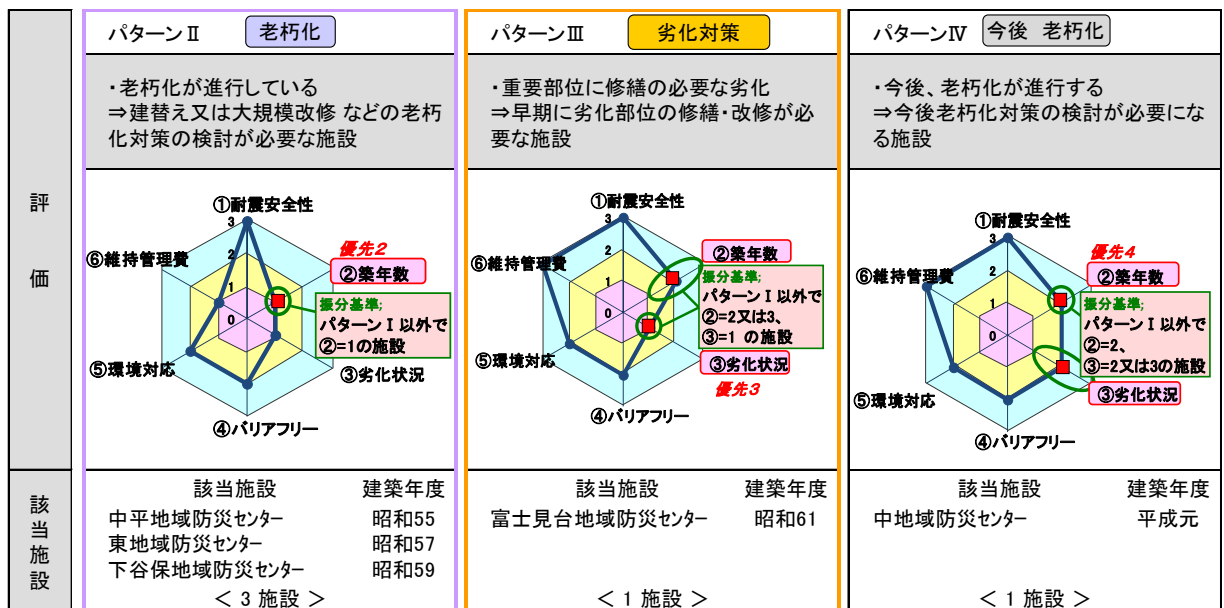 評価
パターンⅡ 老朽化
・老朽化が進行している
⇒建替え又は大規模改修 などの老朽
化対策の検討が必要な施設
①耐震安全性
3
2
1
0
優先2
②築年数
振分基準;
パターンⅠ以外で
②=1の施設
③劣化状況
④バリアフリー
⑤環境対応
⑥維持管理費
パターンⅢ 劣化対策
・重要部位に修繕の必要な劣化
⇒早期に劣化部位の修繕・改修が必
要な施設
①耐震安全性
3
2
1
0
②築年数
振分基準;
パターンⅠ以外で
②=2又は3、
③=1 の施設
③劣化状況
優先3
④バリアフリー
⑤環境対応
⑥維持管理費
パターンⅣ 今後 老朽化
・今後、老朽化が進行する
⇒今後老朽化対策の検討が必要にな
る施設
①耐震安全性
3
2
1
0
優先4
②築年数
振分基準;
パターンⅠ以外で
②=2、
③=2又は3の施設
③劣化状況
④バリアフリー
⑤環境対応
⑥維持管理費
該当施設
該当施設 建築年度
中平地域防災センター 昭和55
東地域防災センター 昭和57
下谷保地域防災センター 昭和59
< 3 施設 >
該当施設 建築年度
富士見台地域防災センター 昭和61
< 1 施設 >
該当施設 建築年度
中地域防災センター 平成元
< 1 施設 >